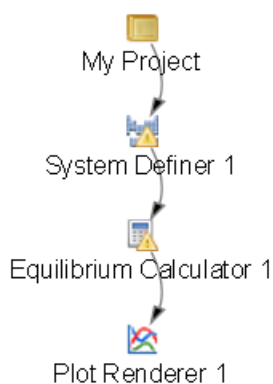 My Project
System Definer 1
Equilibrium Calculator 1
Plot Renderer 1